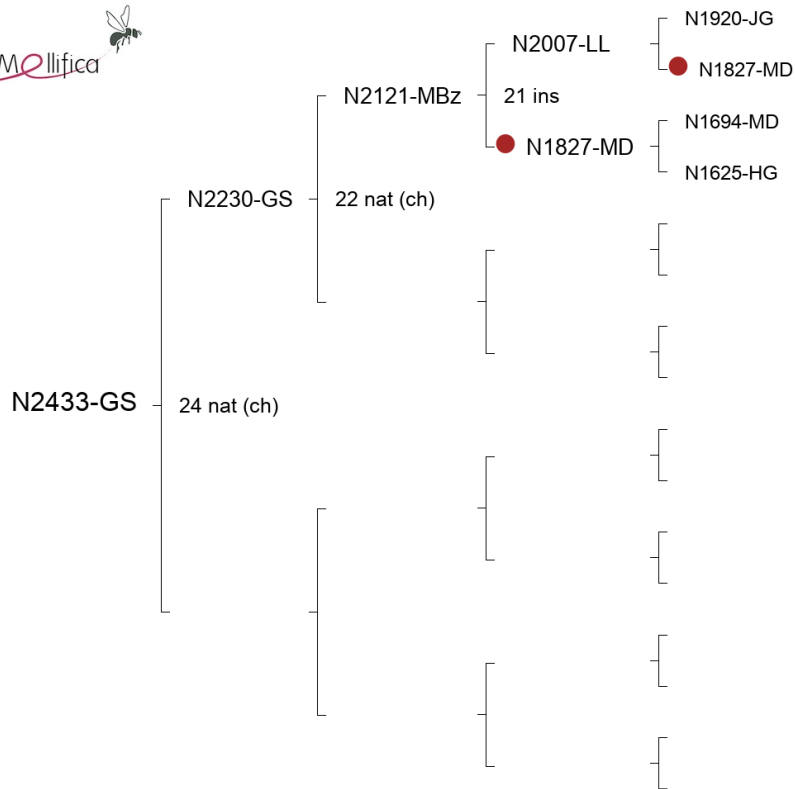 Mellifica
N1920-JG
N2007-LL
N1827-MD
N2121-MBz
21 ins
N1694-MD
N1827-MD
N1625-HG
N2230-GS
22 nat (ch)
N2433-GS
24 nat (ch)